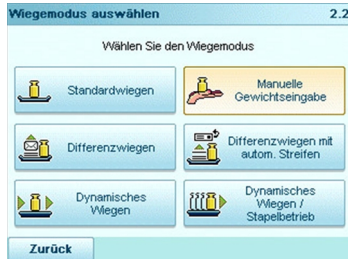 Wiegemodus auswählen 2.2
Wählen Sie den Wiegemodus
Standardwiegen
Manuelle
Gewichtseingabe
Differenzwiegen
Differenzwiegen mit
autom. Streifen
Dynamisches
Wiegen
Dynamisches
Wiegen /
Stapelbetrieb
Zurück